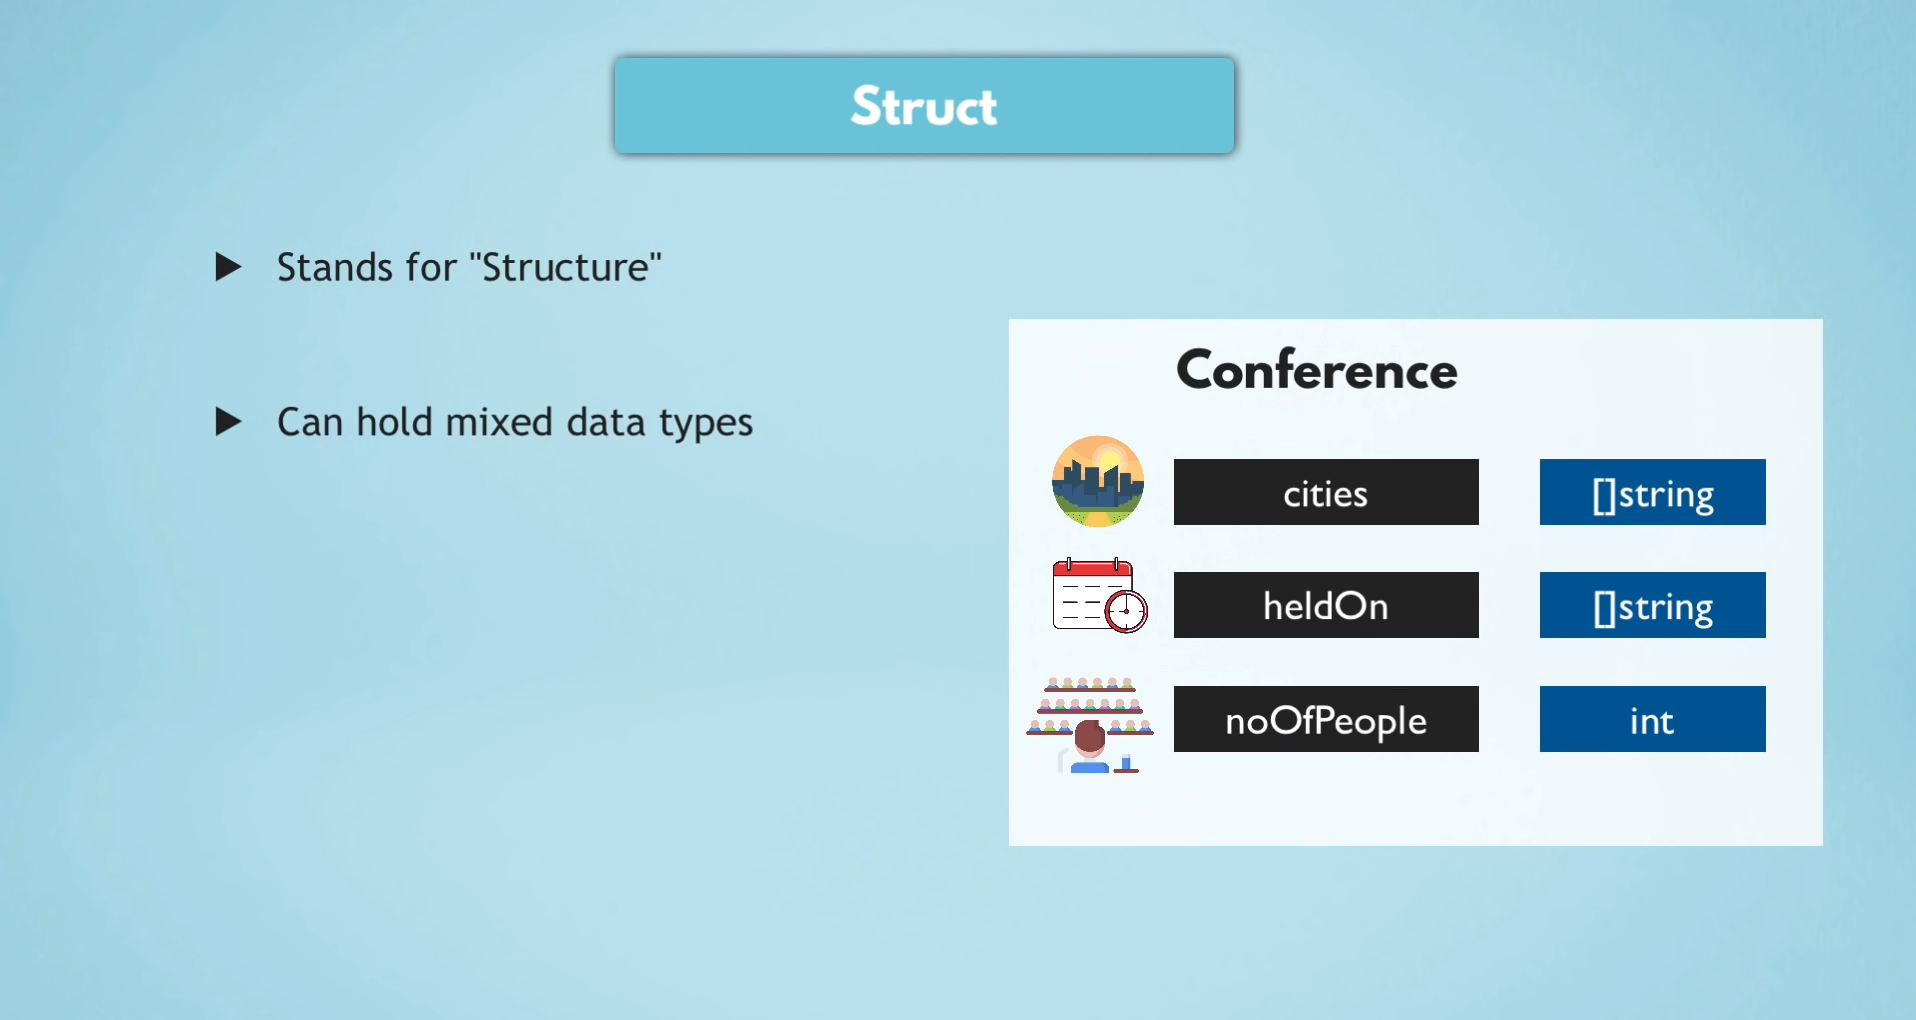 Struct
Stands for "Structure"
Can hold mixed data types
Conference
cities []string
heldOn []string
noOfPeople int